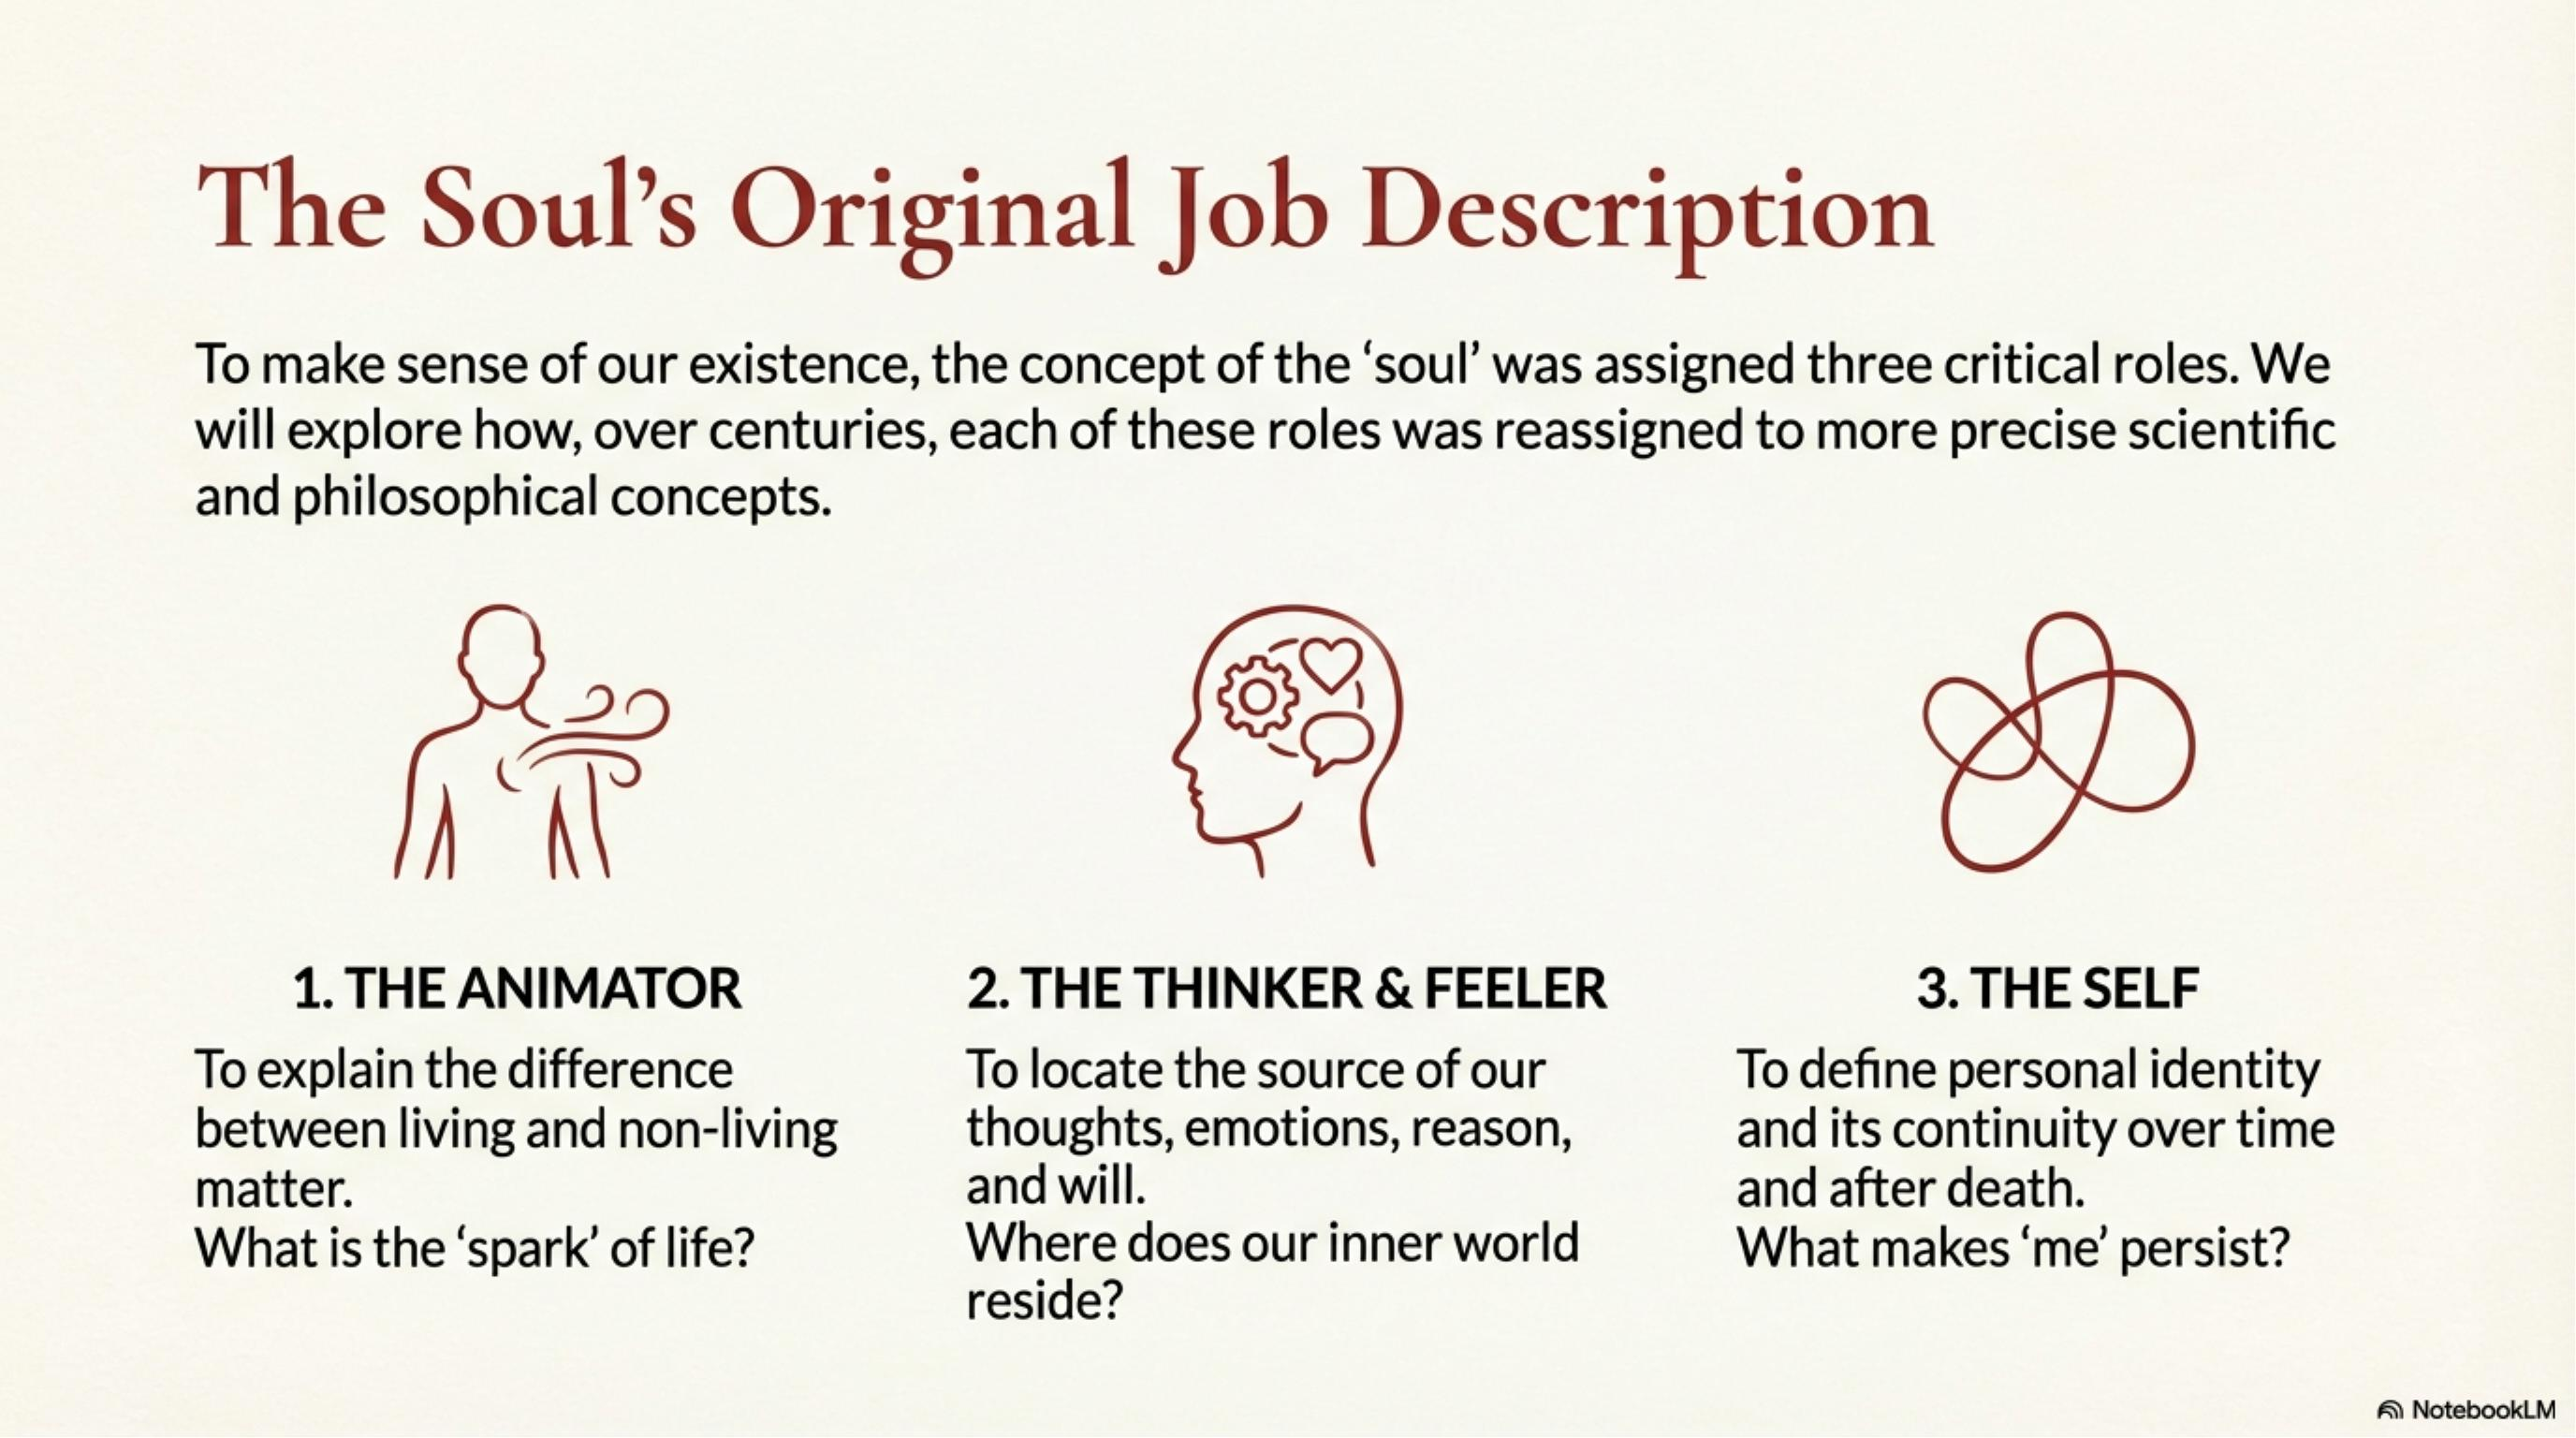 The Soul’s Original Job Description
To make sense of our existence, the concept of the ‘soul’ was assigned three critical roles. We
will explore how, over centuries, each of these roles was reassigned to more precise scientific
and philosophical concepts.
1. THE ANIMATOR
To explain the difference
between living and non-living
matter.
What is the ‘spark’ of life?
2. THE THINKER & FEELER
To locate the source of our
thoughts, emotions, reason,
and will.
Where does our inner world
reside?
3. THE SELF
To define personal identity
and its continuity over time
and after death.
What makes ‘me’ persist?
NotebookLM